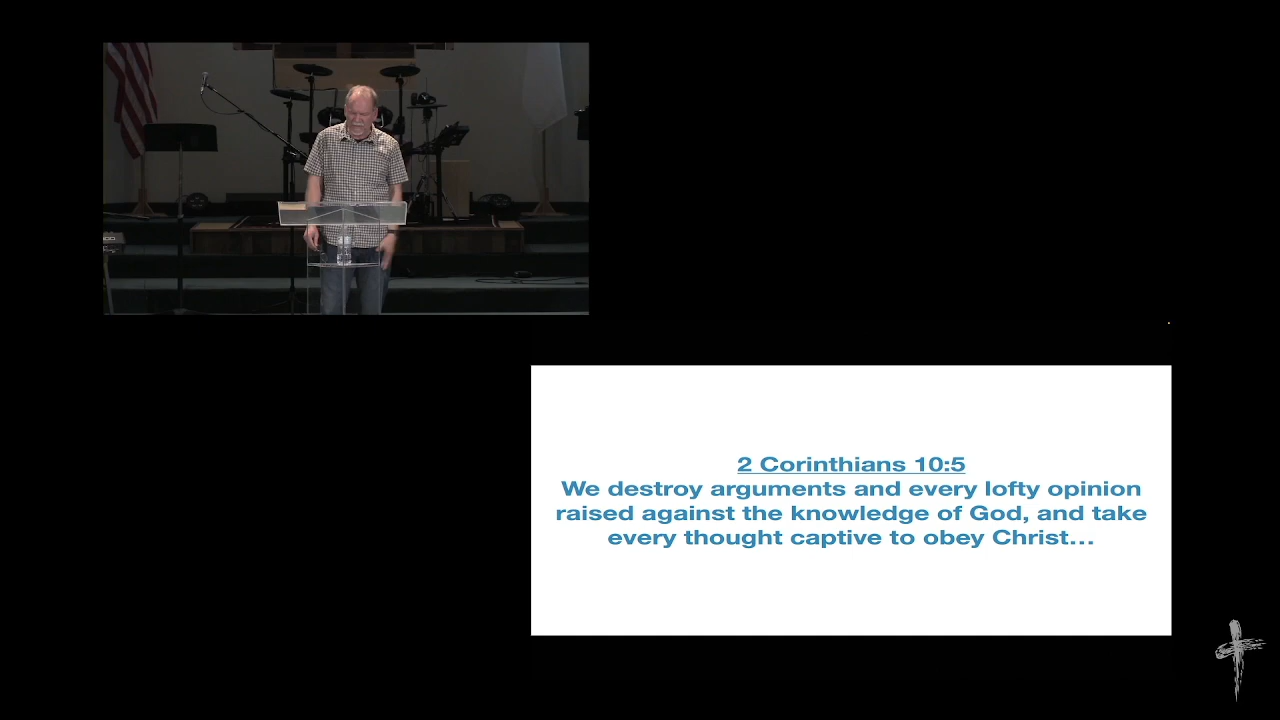 2 Corinthians 10:5
We destroy arguments and every lofty opinion
raised against the knowledge of God, and take
every thought captive to obey Christ…